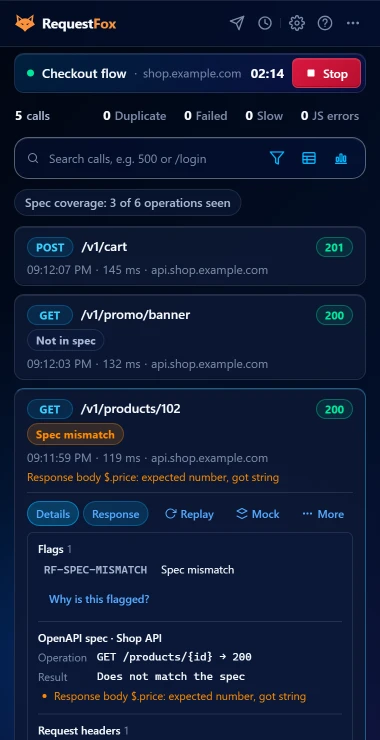 RequestFox
Checkout flow · shop.example.com 02:14 Stop
5 calls 0 Duplicate 0 Failed 0 Slow 0 JS errors
Search calls, e.g. 500 or /login
Spec coverage: 3 of 6 operations seen
POST /v1/cart 201
09:12:07 PM · 145 ms · api.shop.example.com
GET /v1/promo/banner 200
Not in spec
09:12:03 PM · 132 ms · api.shop.example.com
GET /v1/products/102 200
Spec mismatch
09:11:59 PM · 119 ms · api.shop.example.com
Response body $.price: expected number, got string
Details Response Replay Mock ··· More
Flags 1
RF-SPEC-MISMATCH Spec mismatch
Why is this flagged?
OpenAPI spec · Shop API
Operation GET /products/{id} → 200
Result Does not match the spec
• Response body $.price: expected number, got string
Request headers 1